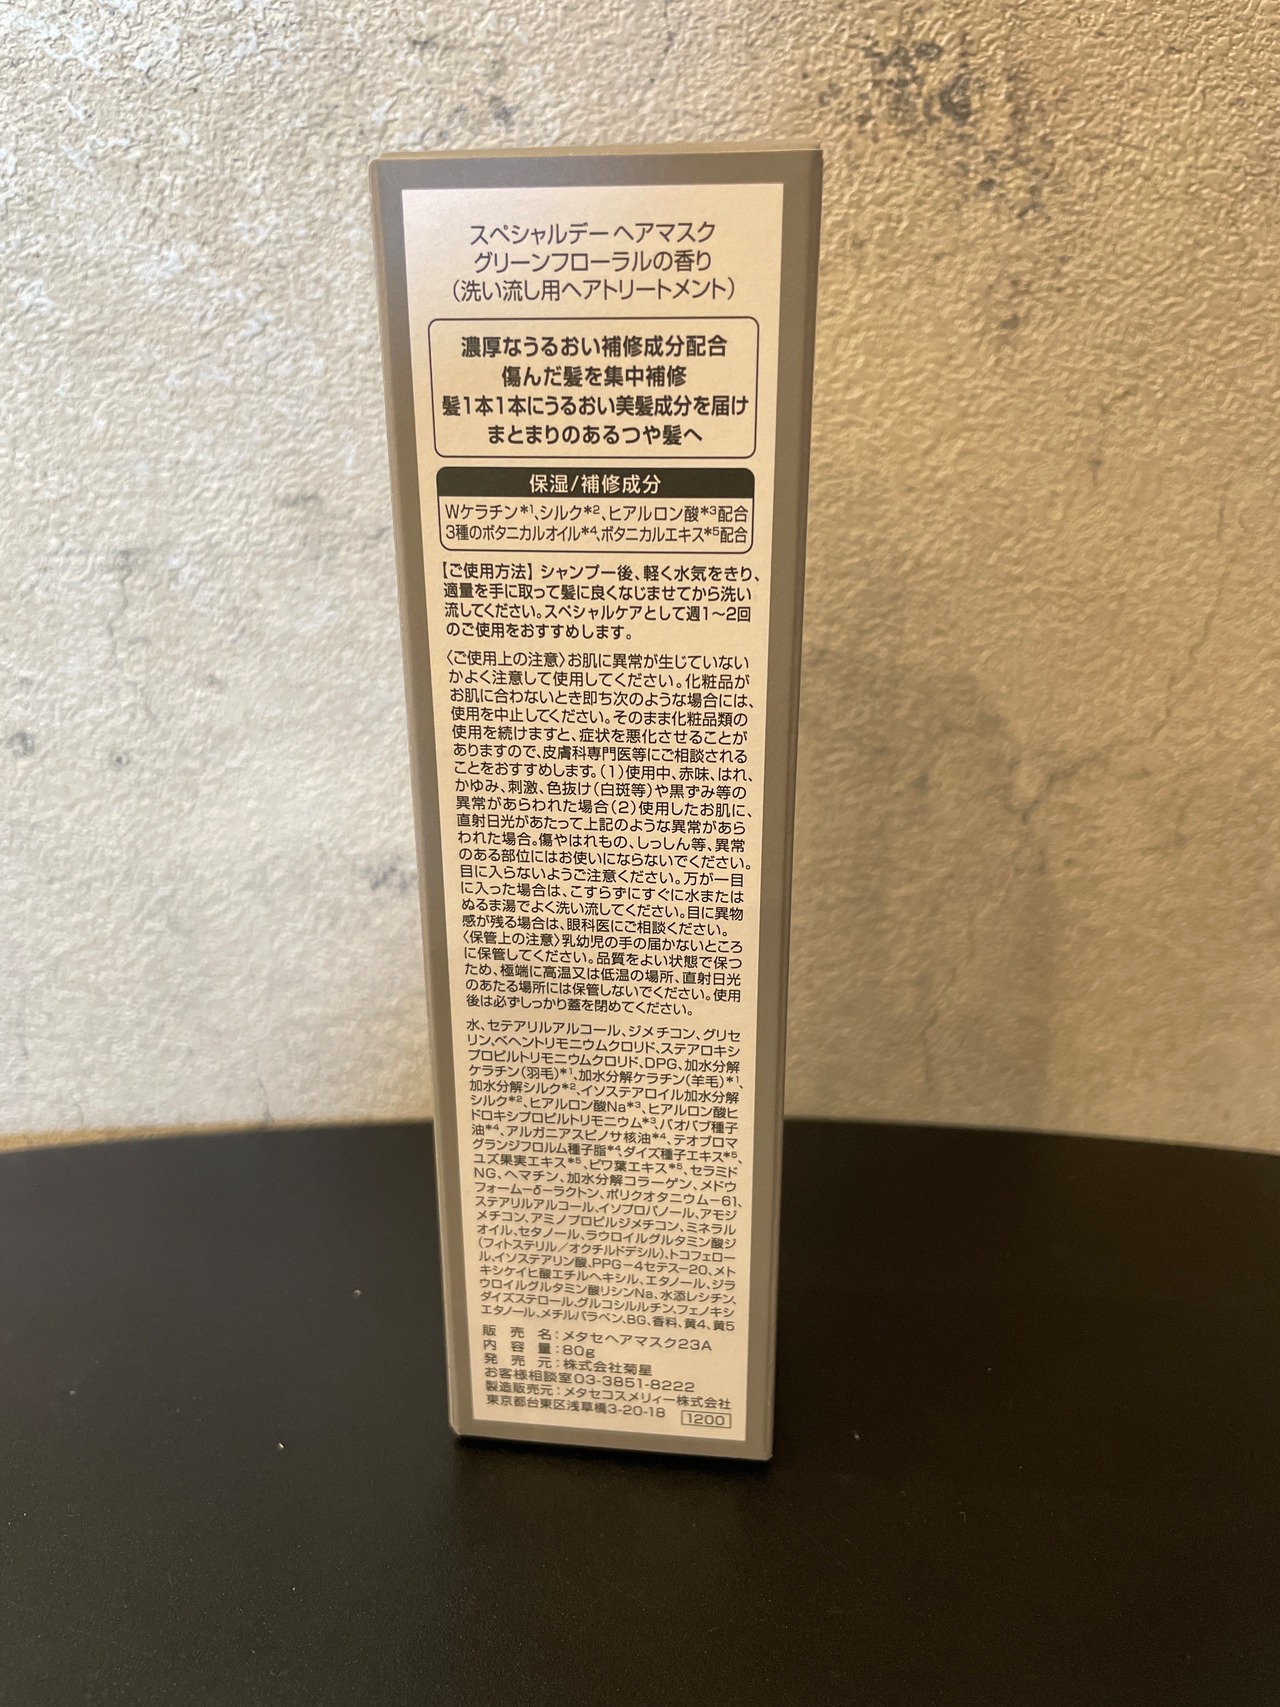 スペシャルデー ヘアマスク
グリーンフローラルの香り
(洗い流し用ヘアトリートメント)
濃厚なうるおい補修成分配合
傷んだ髪を集中補修
髪1本1本にうるおい美髪成分を届け
まとまりのあるつや髪へ
保湿/補修成分
Wケラチン*1、シルク*2、ヒアルロン酸*3配合
3種のボタニカルオイル*4、ボタニカルエキス*5配合
【ご使用方法】シャンプー後、軽く水気をきり、
適量を手に取って髪に良くなじませてから洗い
流してください。スペシャルケアとして週1～2回
のご使用をおすすめします。
〈ご使用上の注意〉お肌に異常が生じていない
かよく注意して使用してください。化粧品が
お肌に合わないとき即ち次のような場合には、
使用を中止してください。そのまま化粧品類の
使用を続けますと、症状を悪化させることが
ありますので、皮膚科専門医等にご相談される
ことをおすすめします。(1)使用中、赤味、はれ、
かゆみ、刺激、色抜け(白斑等)や黒ずみ等の
異常があらわれた場合(2)使用したお肌に、
直射日光があたって上記のような異常があら
われた場合。傷やはれもの、しっしん等、異常
のある部位にはお使いにならないでください。
目に入らないようご注意ください。万が一目
に入った場合は、こすらずにすぐに水または
ぬるま湯でよく洗い流してください。目に異物
感が残る場合は、眼科医にご相談ください。
〈保管上の注意〉乳幼児の手の届かないところ
に保管してください。品質をよい状態で保つ
ため、極端に高温又は低温の場所、直射日光
のあたる場所には保管しないでください。使用
後は必ずしっかり蓋を閉めてください。
水、セテアリルアルコール、ジメチコン、グリセ
リン、ベヘントリモニウムクロリド、ステアロキシ
プロピルトリモニウムクロリド、DPG、加水分解
ケラチン(羽毛)*1、加水分解ケラチン(羊毛)*1、
加水分解シルク*2、イソステアロイル加水分解
シルク*2、ヒアルロン酸Na*3、ヒアルロン酸ヒ
ドロキシプロピルトリモニウム*3、バオバブ種子
油*4、アルガニアスピノサ核油*4、テオブロマ
グランジフロルム種子脂*4、ダイズ種子エキス*5、
ユズ果実エキス*5、ビワ葉エキス*5、セラミド
NG、ヘマチン、加水分解コラーゲン、メドウ
フォーム－δ－ラクトン、ポリクオタニウム－61、
ステアリルアルコール、イソプロパノール、アモジ
メチコン、アミノプロピルジメチコン、ミネラル
オイル、セタノール、ラウロイルグルタミン酸ジ
(フィトステリル／オクチルドデシル)、トコフェロー
ル、イソステアリン酸、PPG－4セテス－20、メト
キシケイヒ酸エチルヘキシル、エタノール、ジラ
ウロイルグルタミン酸リシンNa、水添レシチン、
ダイズステロール、グルコシルルチン、フェノキシ
エタノール、メチルパラベン、BG、香料、黄4、黄5
販売名：メタセヘアマスク23A
内容量：80g
発売元：株式会社菊星
お客様相談室03-3851-8222
製造販売元：メタセコスメリィー株式会社
東京都台東区浅草橋3-20-18 1200